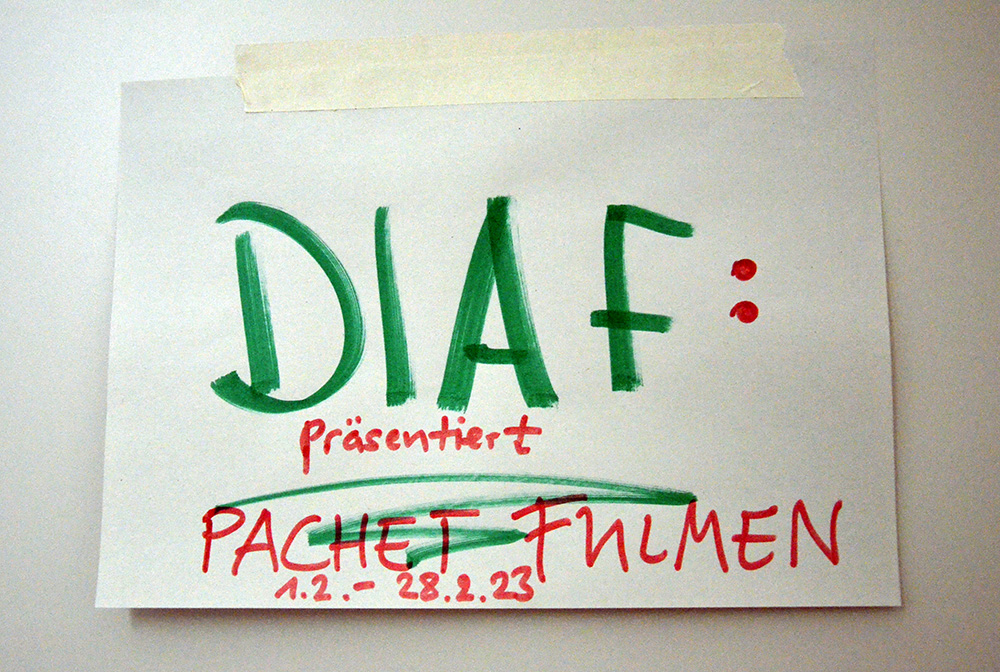 DIAF:
präsentiert
PACHET FULMEN
1.2.- 28.2.23